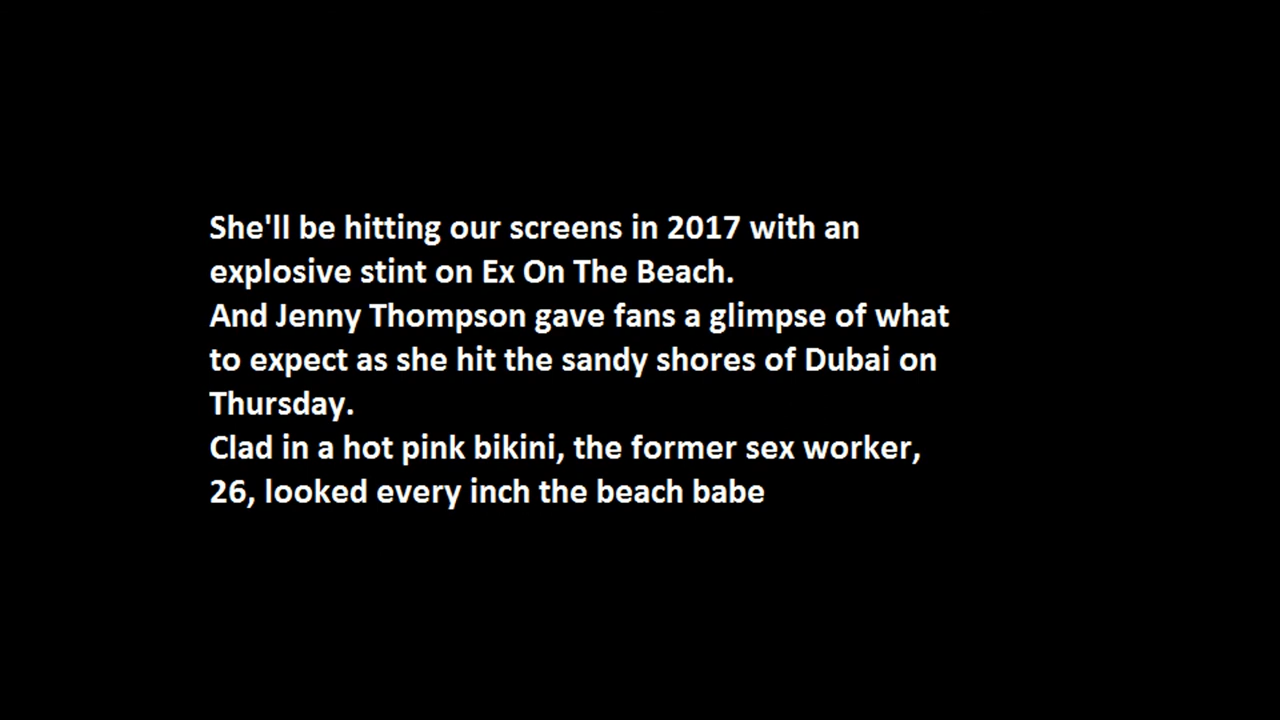 She'll be hitting our screens in 2017 with an
explosive stint on Ex On The Beach.
And Jenny Thompson gave fans a glimpse of what
to expect as she hit the sandy shores of Dubai on
Thursday.
Clad in a hot pink bikini, the former sex worker,
26, looked every inch the beach babe